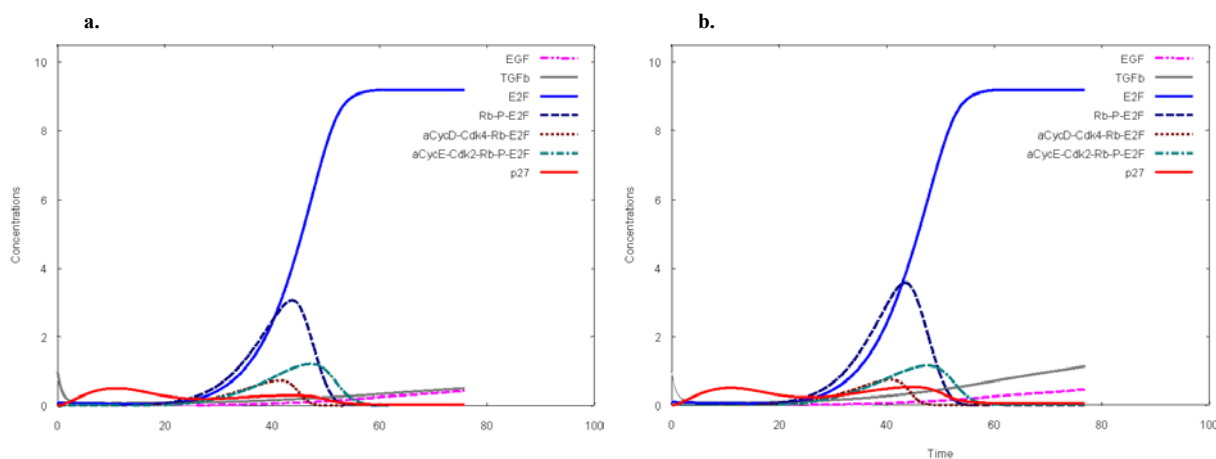 a.
10
8
6
4
2
0
Concentrations
0 20 40 60 80 100
EGF
TGFb
E2F
Rb-P-E2F
aCycD-Cdk4-Rb-E2F
aCycE-Cdk2-Rb-P-E2F
p27
b.
10
8
6
4
2
0
Concentrations
0 20 40 60 80 100
Time
EGF
TGFb
E2F
Rb-P-E2F
aCycD-Cdk4-Rb-E2F
aCycE-Cdk2-Rb-P-E2F
p27